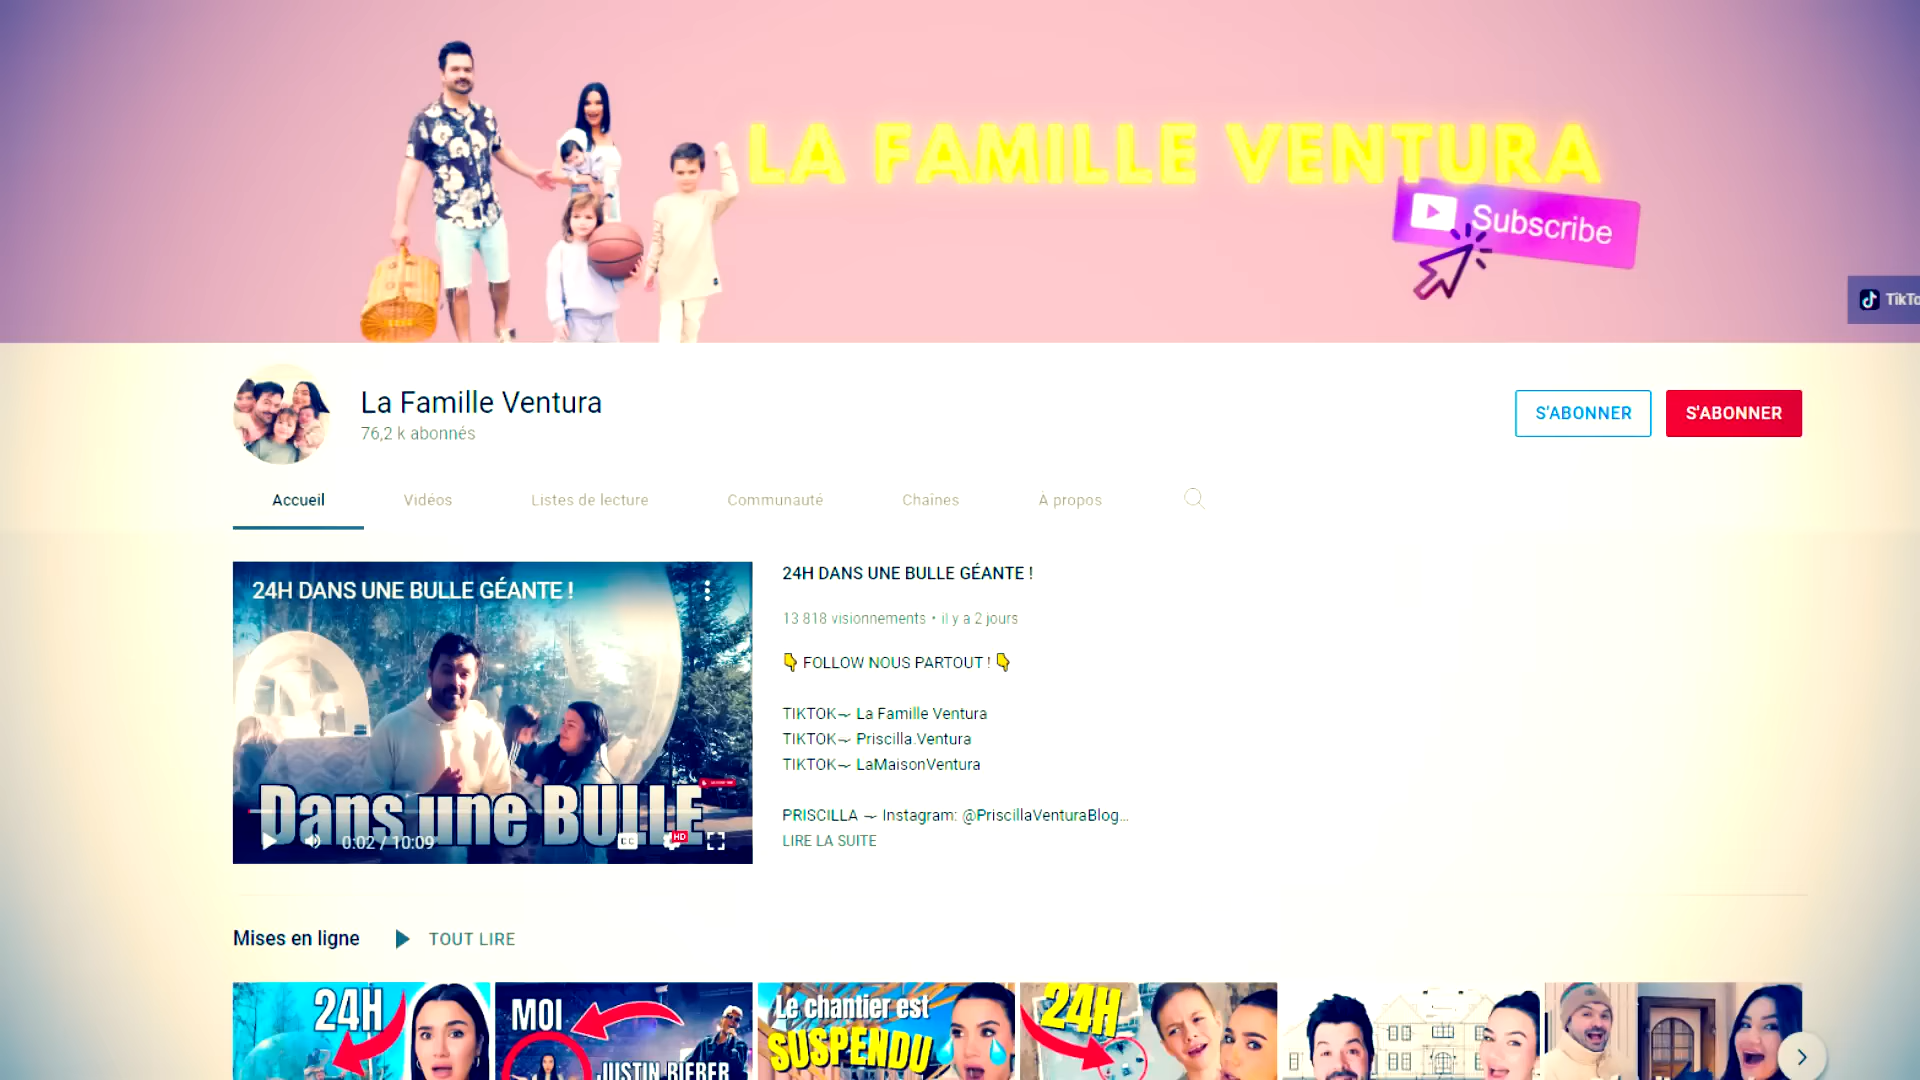 LA FAMILLE VENTURA
Subscribe
La Famille Ventura
76,2 k abonnés
S'ABONNER
S'ABONNER
Accueil
Vidéos
Listes de lecture
Communauté
Chaînes
À propos
24H DANS UNE BULLE GÉANTE !
Dans une BULLE
0:02 / 10:09
CC
HD
24H DANS UNE BULLE GÉANTE !
13 818 visionnements • il y a 2 jours
👇 FOLLOW NOUS PARTOUT ! 👇
TIKTOK~ La Famille Ventura
TIKTOK~ Priscilla.Ventura
TIKTOK~ LaMaisonVentura
PRISCILLA ~ Instagram: @PriscillaVenturaBlog...
LIRE LA SUITE
Mises en ligne
TOUT LIRE
24H
MOI
JUSTIN BIEBER
Le chantier est
SUSPENDU
24H